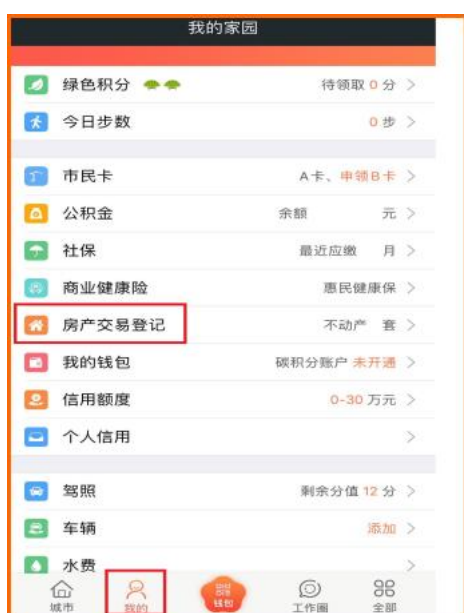 我的家园
绿色积分 待领取 0 分
今日步数 0 步
市民卡 A卡、申领B卡
公积金 余额 元
社保 最近应缴 月
商业健康险 惠民健康保
房产交易登记 不动产 套
我的钱包 碳积分账户 未开通
信用额度 0-30 万元
个人信用
驾照 剩余分值 12 分
车辆 添加
水费
城市 我的 钱包 工作圈 全部